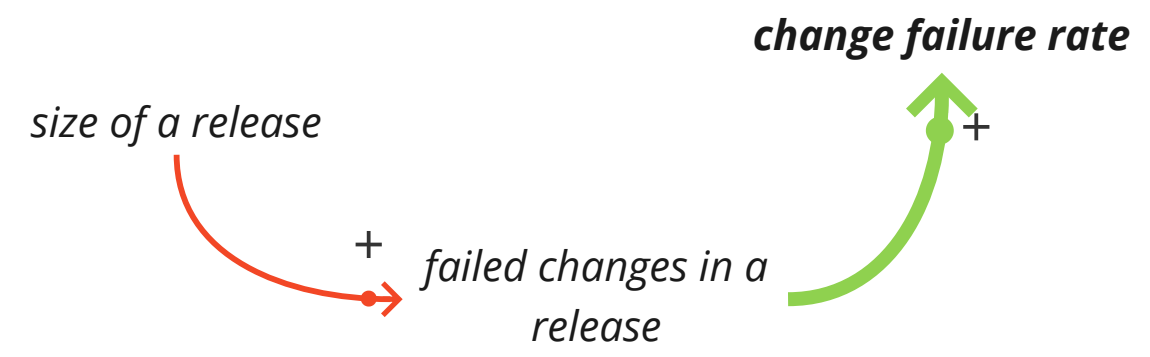 change failure rate
size of a release
+
+
failed changes in a
release